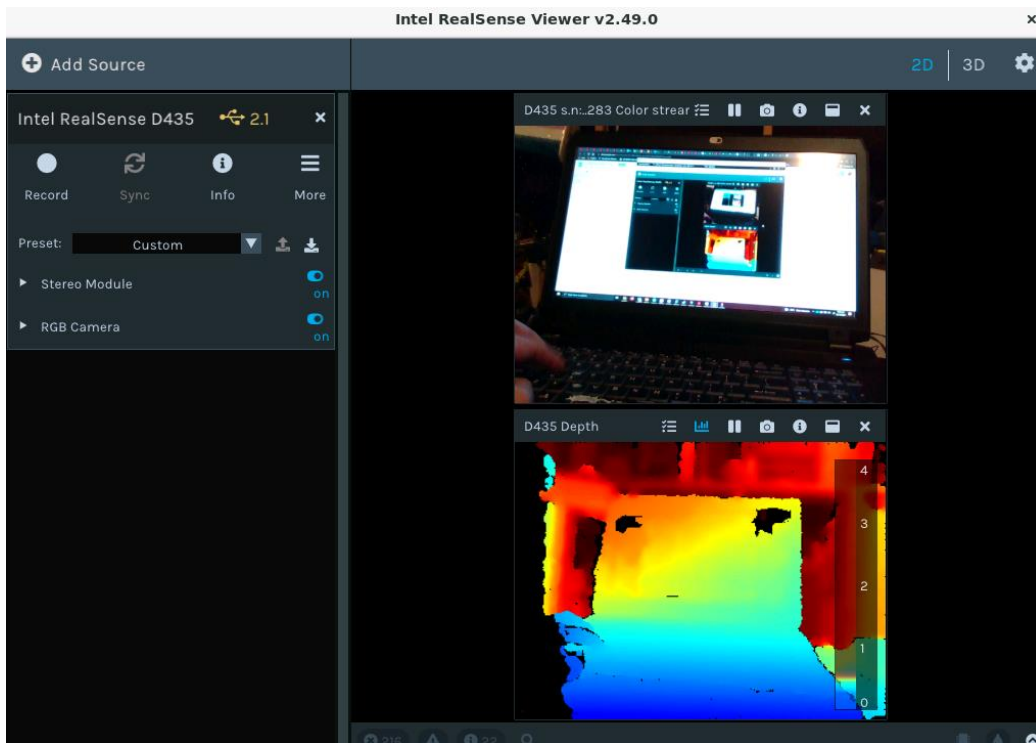 Intel RealSense Viewer v2.49.0
Add Source
2D
3D
Intel RealSense D435
2.1
Record
Sync
Info
More
Preset:
Custom
Stereo Module
on
RGB Camera
on
D435 s.n:..283 Color strear
D435 Depth
4
3
2
1
0
216
22